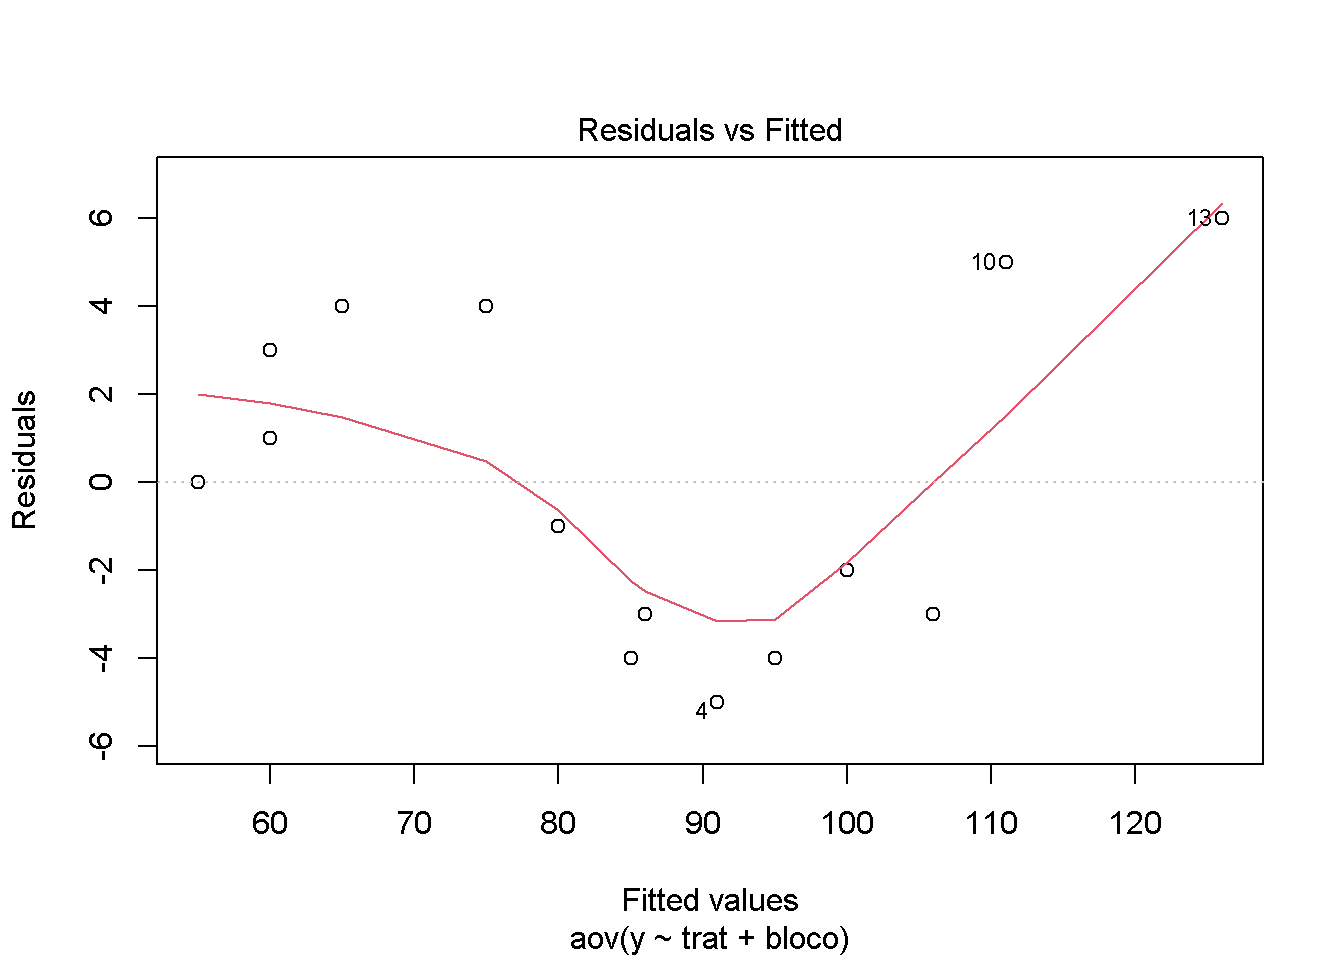 Residuals vs Fitted
Residuals
6
4
2
0
-2
-4
-6
13
10
4
60 70 80 90 100 110 120
Fitted values
aov(y ~ trat + bloco)